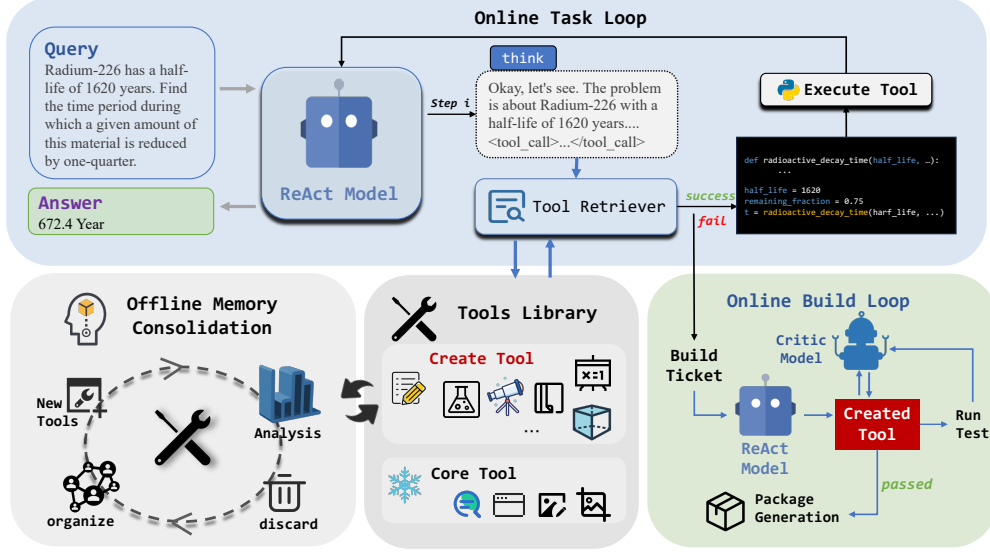 Online Task Loop
Query
Radium-226 has a half-
life of 1620 years. Find
the time period during
which a given amount of
this material is reduced
by one-quarter.
Answer
672.4 Year
ReAct Model
Step i
think
Okay, let's see. The problem
is about Radium-226 with a
half-life of 1620 years....
<tool_call>...</tool_call>
Tool Retriever
success
fail
Execute Tool
def radioactive_decay_time(half_life, …):
...
half_life = 1620
remaining_fraction = 0.75
t = radioactive_decay_time(harf_life, ...)
Offline Memory
Consolidation
New
Tools
Analysis
organize
discard
Tools Library
Create Tool
x=1
...
Core Tool
Online Build Loop
Build
Ticket
Critic
Model
ReAct
Model
Created
Tool
Run
Test
passed
Package
Generation